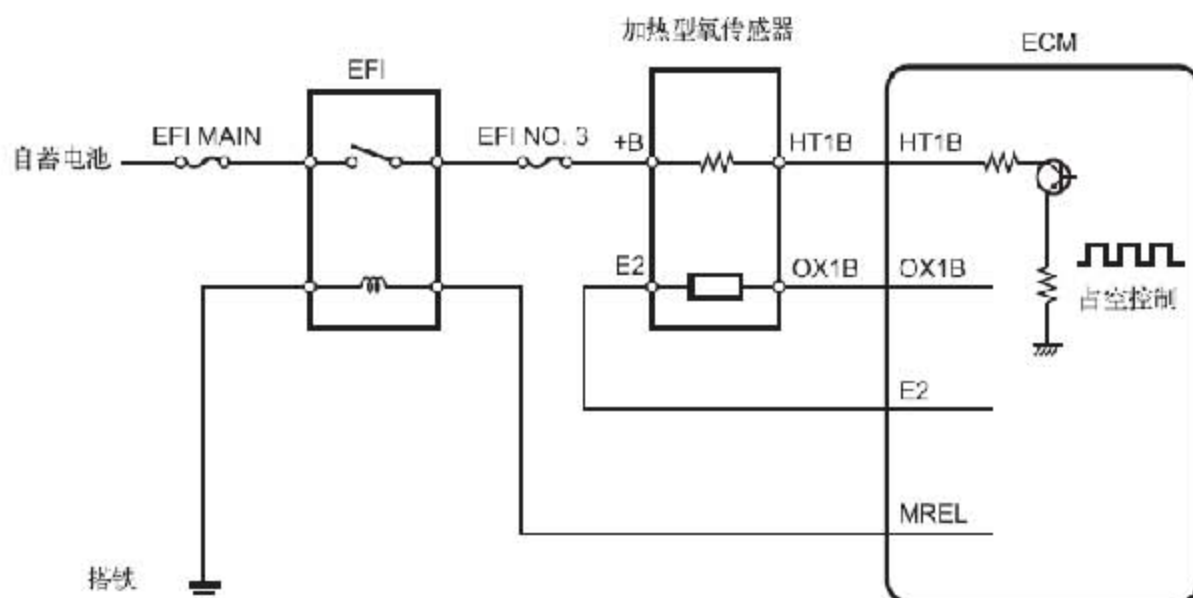 加热型氧传感器
ECM
EFI
EFI MAIN
EFI NO. 3
+B
HT1B
HT1B
自蓄电池
E2
OX1B
OX1B
占空控制
E2
MREL
搭铁